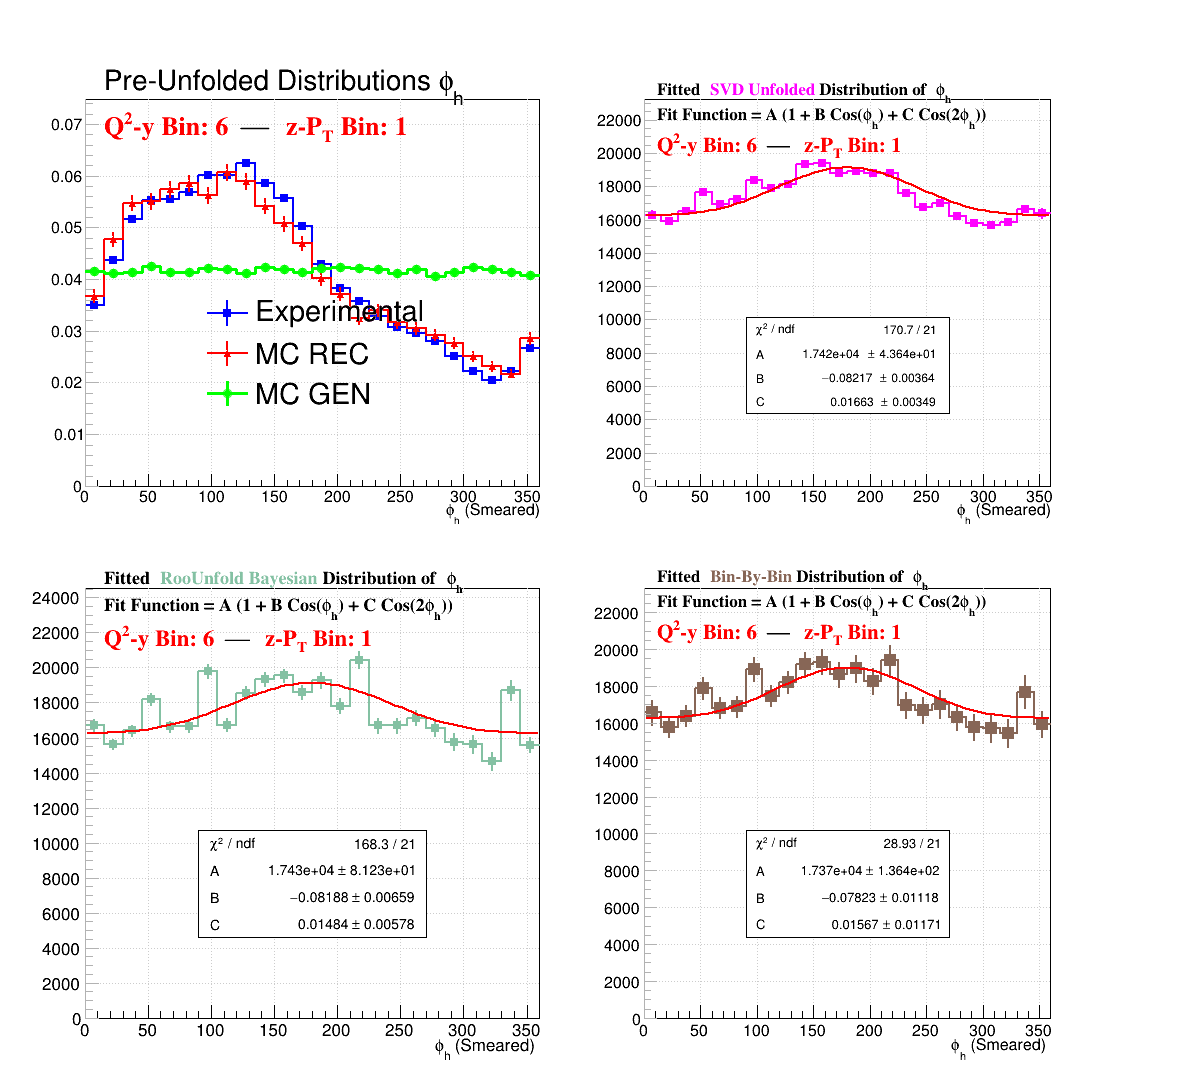 Pre-Unfolded Distributions ϕh
Q²-y Bin: 6 — z-PT Bin: 1
0.07
0.06
0.05
0.04
0.03
0.02
0.01
0
Experimental
MC REC
MC GEN
0 50 100 150 200 250 300 350
ϕh (Smeared)
Fitted SVD Unfolded Distribution of ϕh
Fit Function = A (1 + B Cos(ϕh) + C Cos(2ϕh))
Q²-y Bin: 6 — z-PT Bin: 1
22000
20000
18000
16000
14000
12000
10000
8000
6000
4000
2000
0
χ² / ndf 170.7 / 21
A 1.742e+04 ± 4.364e+01
B −0.08217 ± 0.00364
C 0.01663 ± 0.00349
0 50 100 150 200 250 300 350
ϕh (Smeared)
Fitted RooUnfold Bayesian Distribution of ϕh
Fit Function = A (1 + B Cos(ϕh) + C Cos(2ϕh))
Q²-y Bin: 6 — z-PT Bin: 1
24000
22000
20000
18000
16000
14000
12000
10000
8000
6000
4000
2000
0
χ² / ndf 168.3 / 21
A 1.743e+04 ± 8.123e+01
B −0.08188 ± 0.00659
C 0.01484 ± 0.00578
0 50 100 150 200 250 300 350
ϕh (Smeared)
Fitted Bin-By-Bin Distribution of ϕh
Fit Function = A (1 + B Cos(ϕh) + C Cos(2ϕh))
Q²-y Bin: 6 — z-PT Bin: 1
22000
20000
18000
16000
14000
12000
10000
8000
6000
4000
2000
0
χ² / ndf 28.93 / 21
A 1.737e+04 ± 1.364e+02
B −0.07823 ± 0.01118
C 0.01567 ± 0.01171
0 50 100 150 200 250 300 350
ϕh (Smeared)